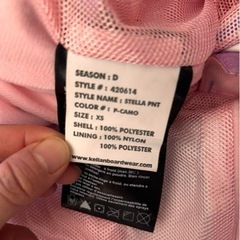 SEASON : D
STYLE # : 420614
STYLE NAME : STELLA PNT
COLOR # : P-CAMO
SIZE : XS
SHELL : 100% POLYESTER
LINING : 100% NYLON
100% POLYESTER
www.kellanboardwear.com